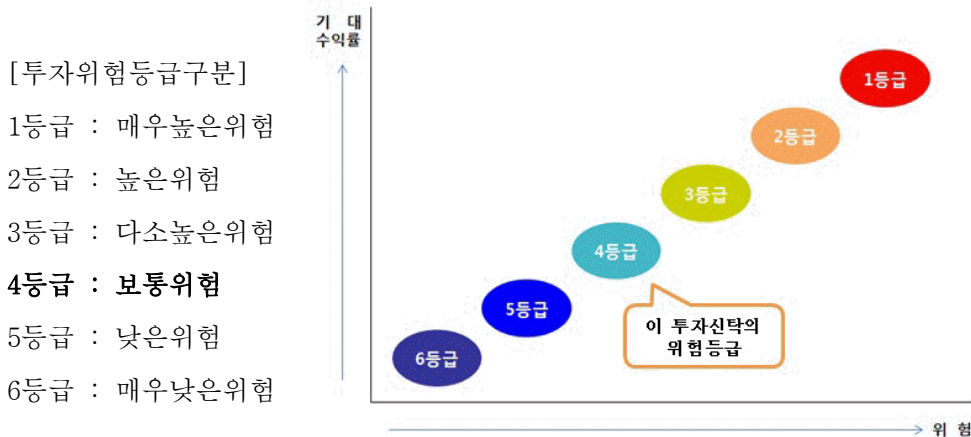 [투자위험등급구분]
1등급 : 매우높은위험
2등급 : 높은위험
3등급 : 다소높은위험
4등급 : 보통위험
5등급 : 낮은위험
6등급 : 매우낮은위험
기 대
수익률
1등급
2등급
3등급
4등급
5등급
6등급
이 투자신탁의
위험등급
위 험